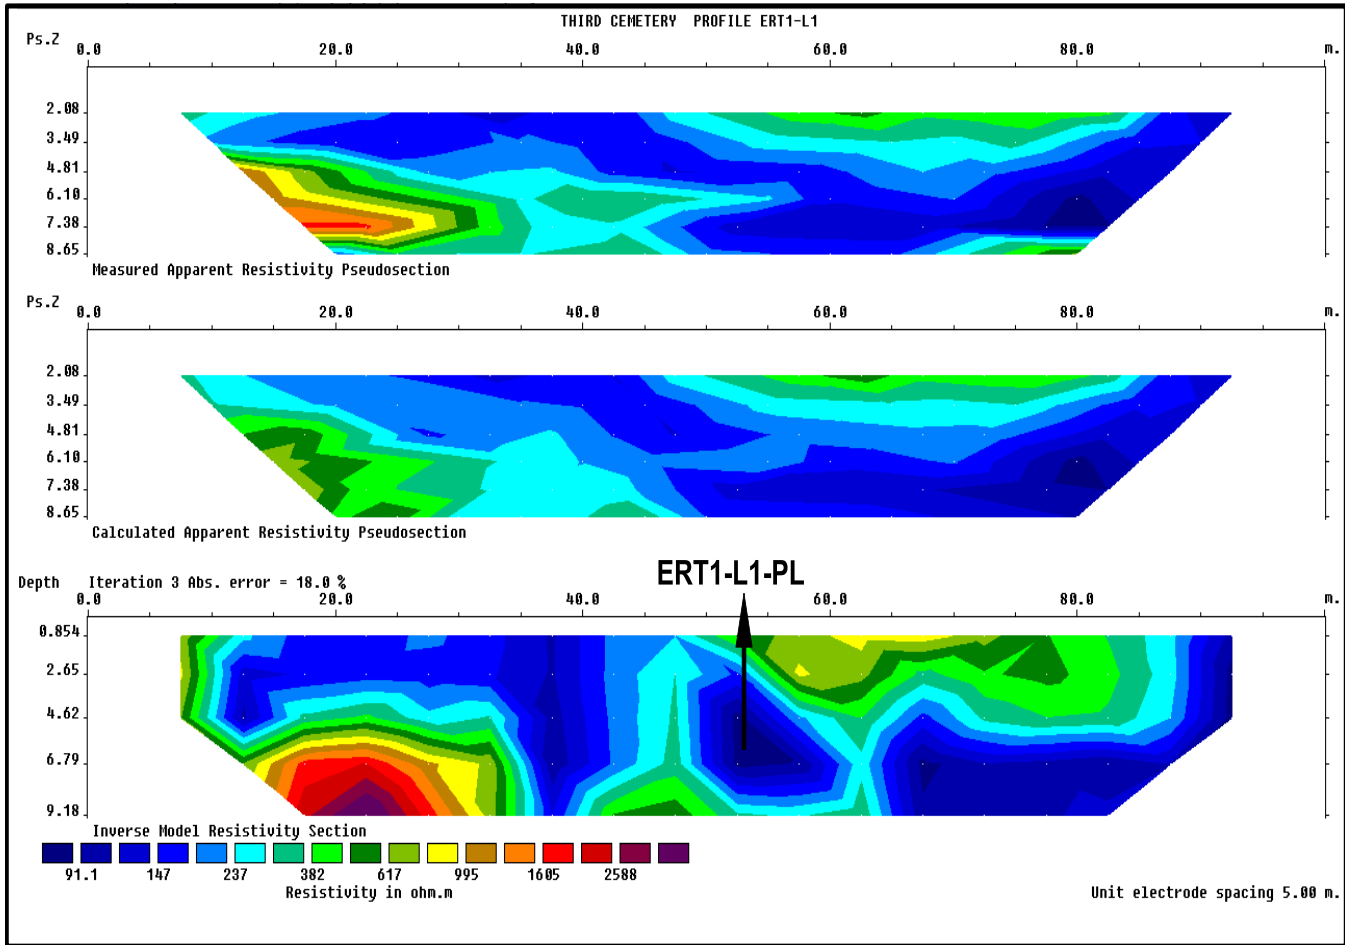 THIRD CEMETERY PROFILE ERT1-L1
Ps.Z 0.0 20.0 40.0 60.0 80.0 m.
2.08
3.49
4.81
6.10
7.38
8.65
Measured Apparent Resistivity Pseudosection
Ps.Z 0.0 20.0 40.0 60.0 80.0 m.
2.08
3.49
4.81
6.10
7.38
8.65
Calculated Apparent Resistivity Pseudosection
ERT1-L1-PL
Depth Iteration 3 Abs. error = 18.0 %
0.0 20.0 40.0 60.0 80.0 m.
0.854
2.65
4.62
6.79
9.18
Inverse Model Resistivity Section
91.1 147 237 382 617 995 1605 2588
Resistivity in ohm.m Unit electrode spacing 5.00 m.